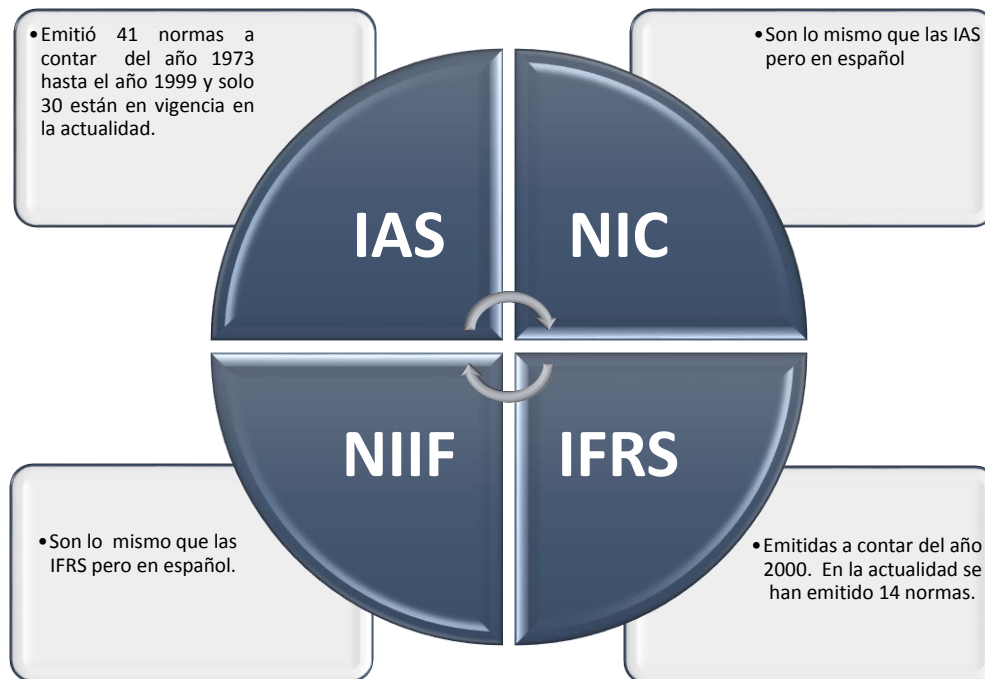 •Emitió 41 normas a
contar del año 1973
hasta el año 1999 y solo
30 están en vigencia en
la actualidad.
•Son lo mismo que las IAS
pero en español
IAS
NIC
NIIF
IFRS
•Son lo mismo que las
IFRS pero en español.
•Emitidas a contar del año
2000. En la actualidad se
han emitido 14 normas.